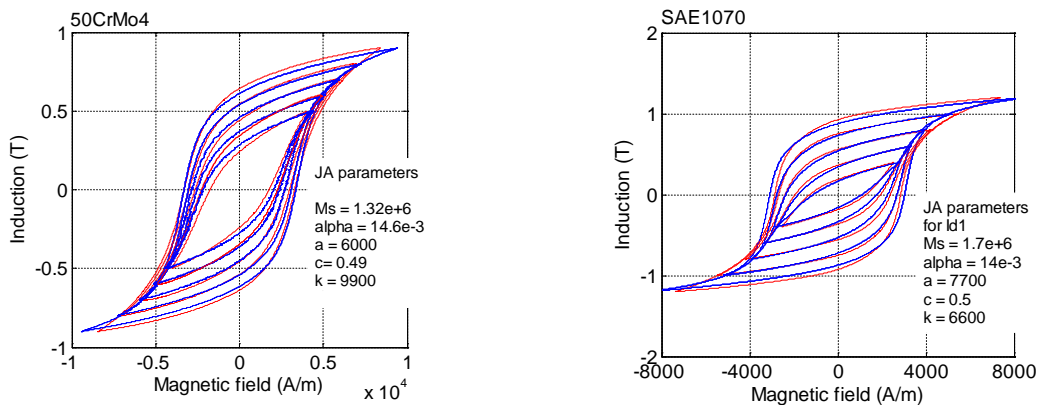 50CrMo4
1
0.5
0
-0.5
-1
Induction (T)
JA parameters
Ms = 1.32e+6
alpha = 14.6e-3
a = 6000
c= 0.49
k = 9900
-1
-0.5
0
0.5
1
Magnetic field (A/m)
x 10^4
SAE1070
2
1
0
-1
-2
Induction (T)
JA parameters
for ld1
Ms = 1.7e+6
alpha = 14e-3
a = 7700
c = 0.5
k = 6600
-8000
-4000
0
4000
8000
Magnetic field (A/m)